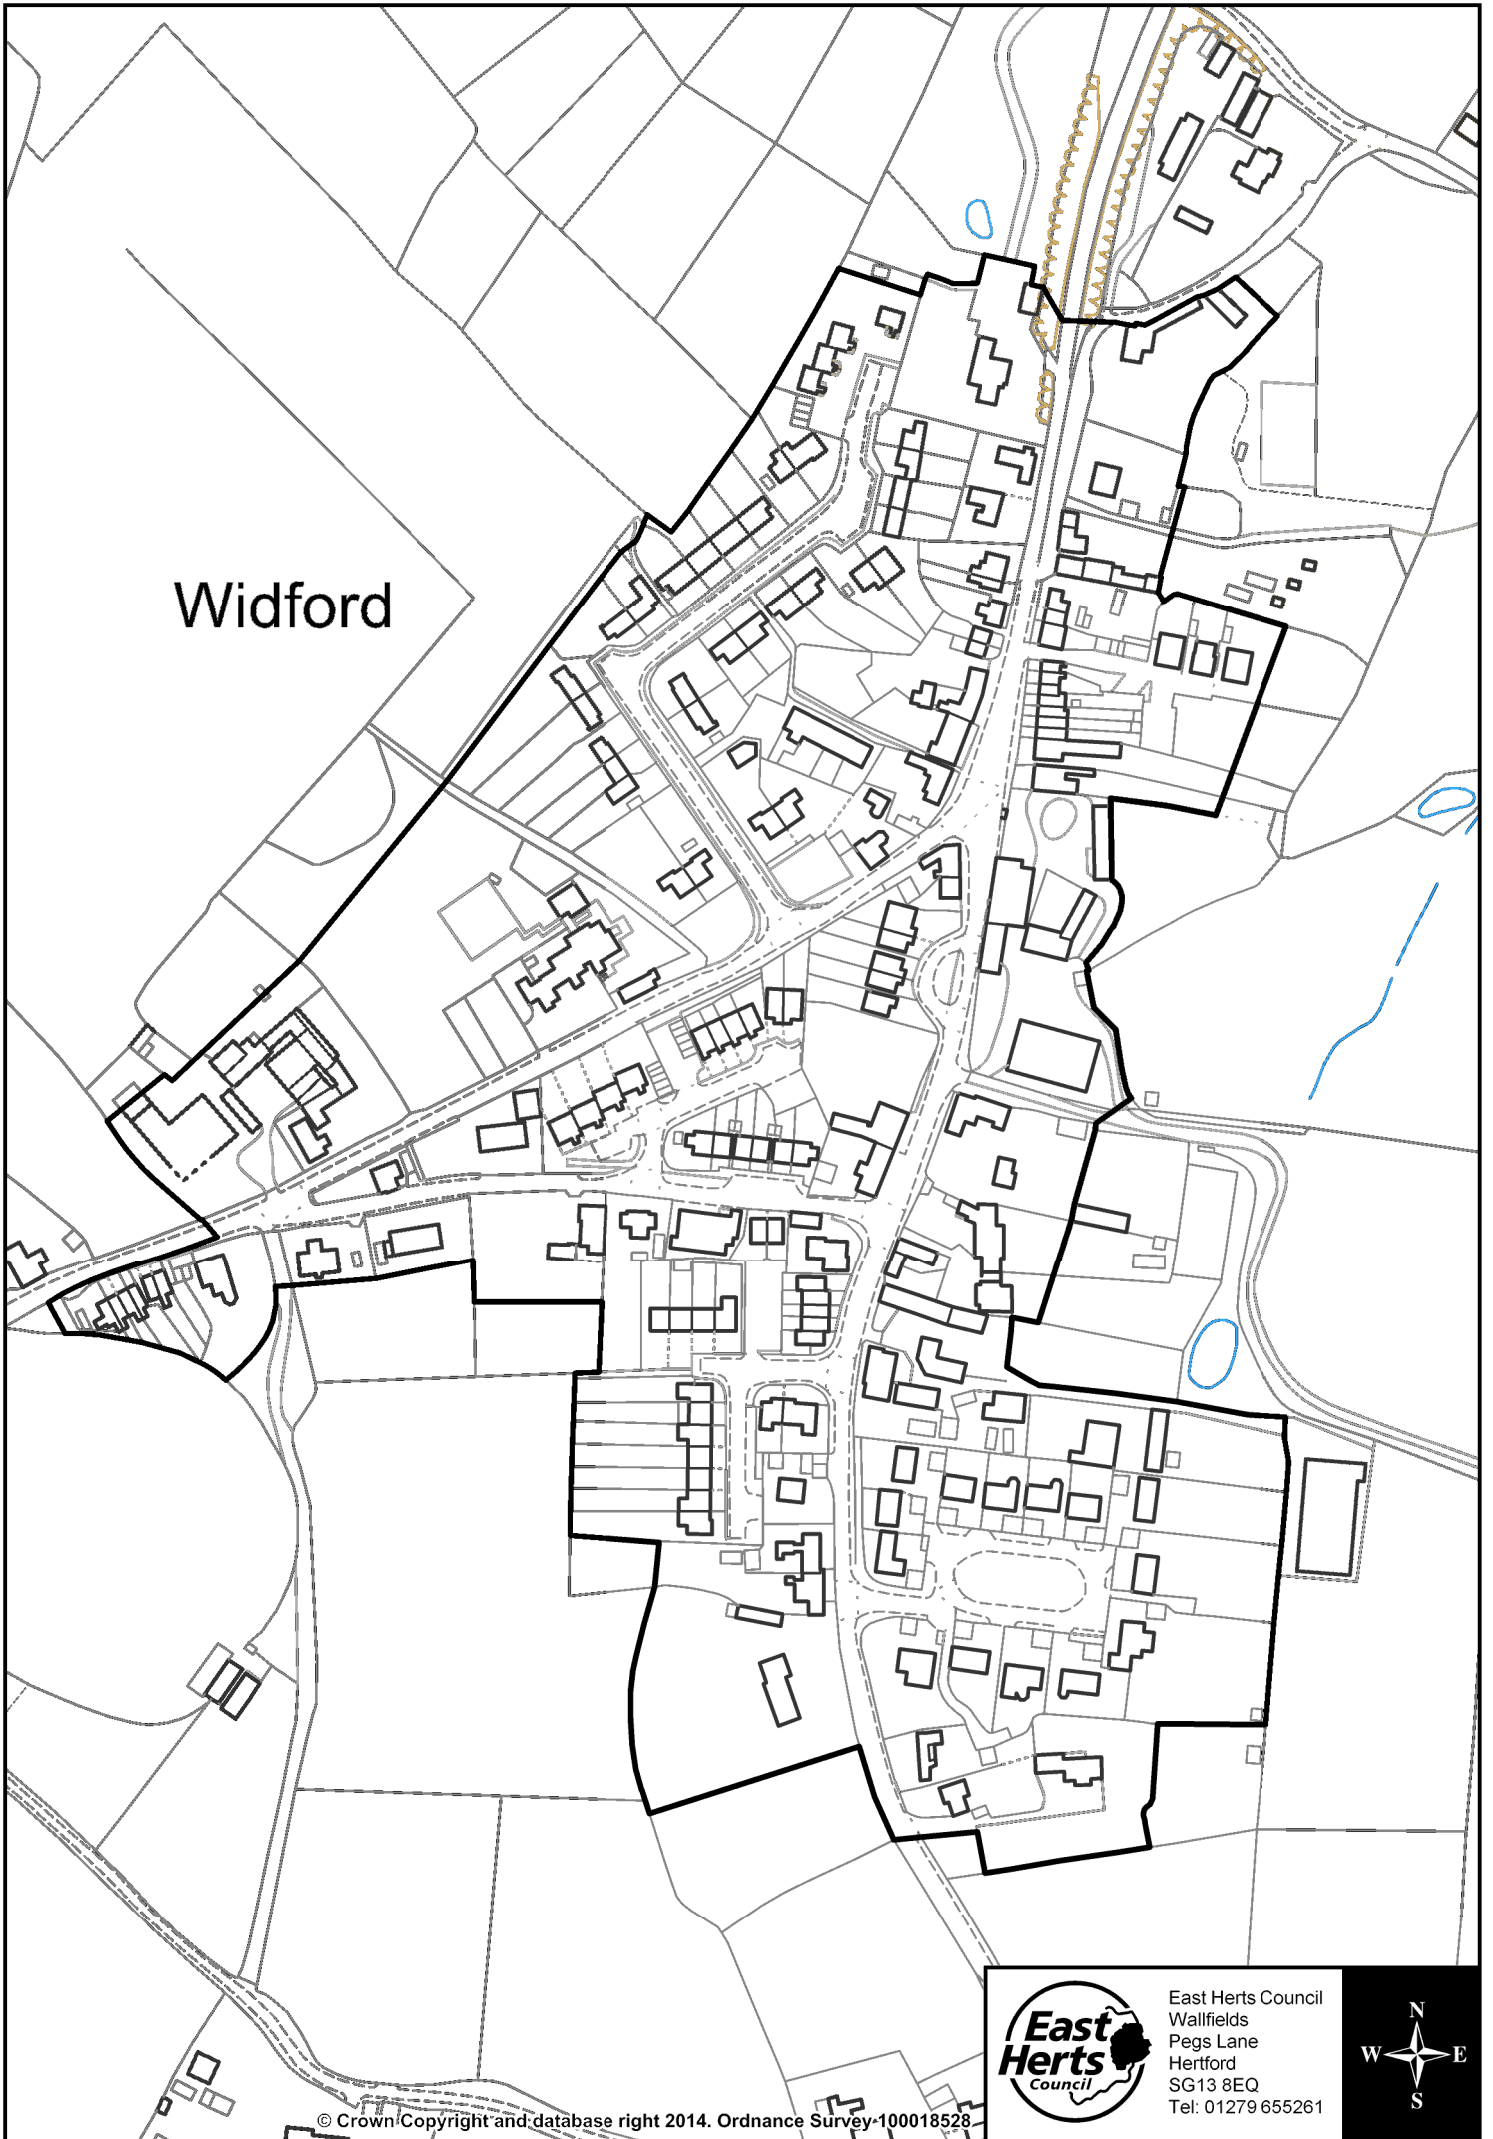 Widford
East
Herts
Council
East Herts Council
Wallfields
Pegs Lane
Hertford
SG13 8EQ
Tel: 01279 655261
N
W E
S
© Crown Copyright and database right 2014. Ordnance Survey 100018528